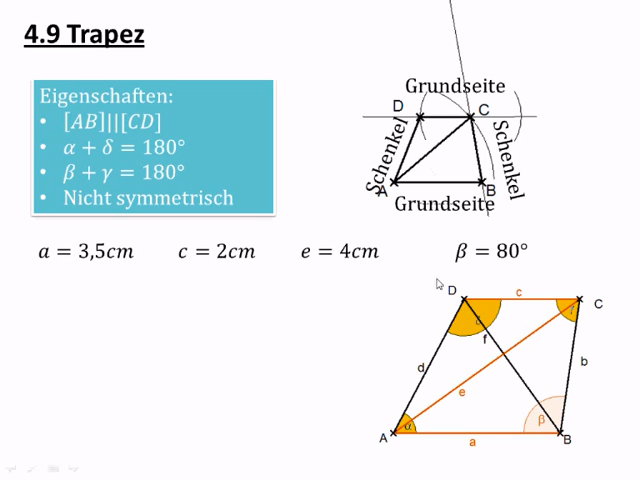 4.9 Trapez
Eigenschaften:
• [AB]||[CD]
• α + δ = 180°
• β + γ = 180°
• Nicht symmetrisch
Grundseite
D
C
Schenkel
Schenkel
A
B
Grundseite
a = 3,5cm c = 2cm e = 4cm β = 80°
D
c
C
δ
γ
f
d
b
e
α
β
A
a
B